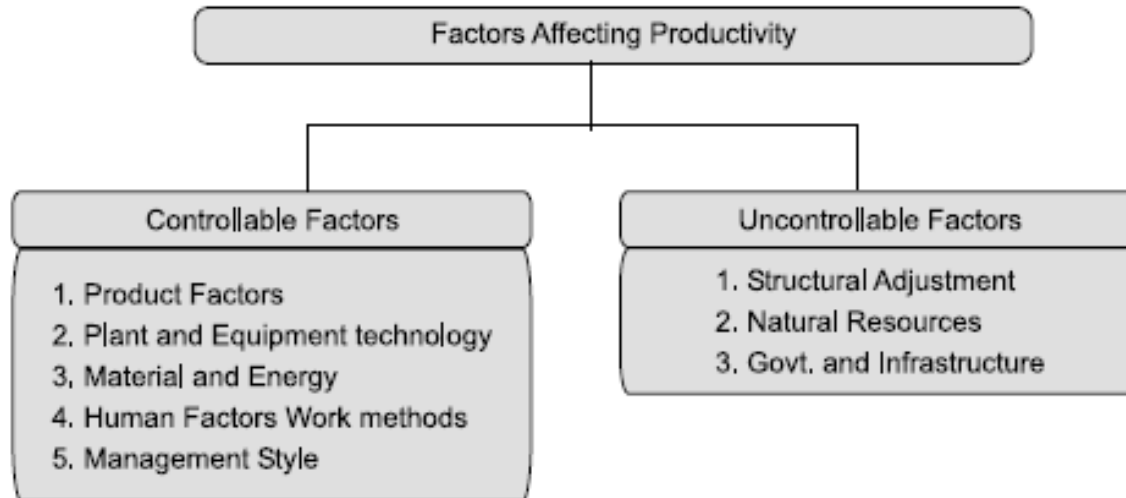 Factors Affecting Productivity
Controllable Factors
1. Product Factors
2. Plant and Equipment technology
3. Material and Energy
4. Human Factors Work methods
5. Management Style
Uncontrollable Factors
1. Structural Adjustment
2. Natural Resources
3. Govt. and Infrastructure